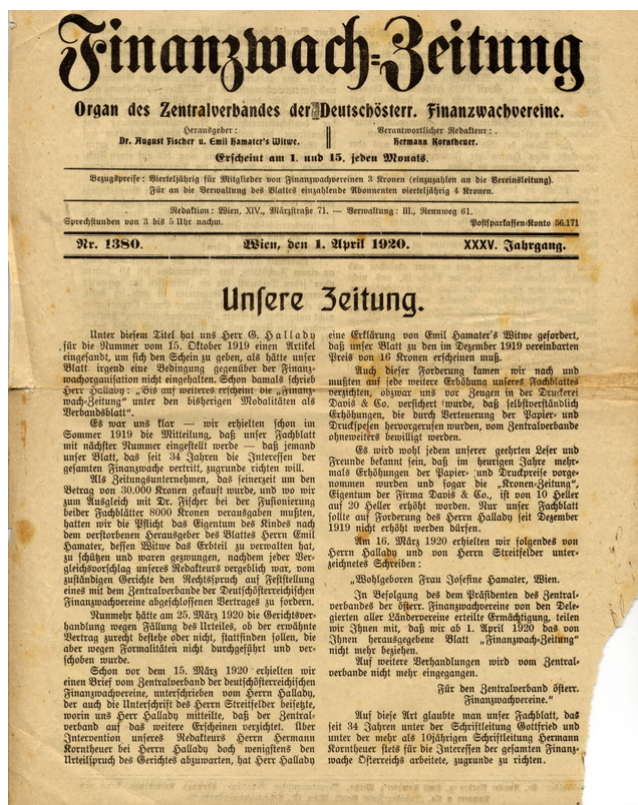 Finanzwach-Zeitung
Organ des Zentralverbandes der Deutschösterr. Finanzwachvereine.
Herausgeber:
Dr. August Fischer u. Emil Hamater's Witwe.
Verantwortlicher Redakteur:
Hermann Korntheuer.
Erscheint am 1. und 15. jeden Monats.
Bezugspreise: Vierteljährig für Mitglieder von Finanzwachvereinen 3 Kronen (einzuzahlen an die Vereinsleitung).
Für an die Verwaltung des Blattes einzahlende Abonnenten vierteljährig 4 Kronen.
Redaktion: Wien, XIV., Märzstraße 71. — Verwaltung: III., Rennweg 61.
Sprechstunden von 3 bis 5 Uhr nachm.
Postsparkassen-Konto 56.171
Nr. 1380.
Wien, den 1. April 1920.
XXXV. Jahrgang.
Unsere Zeitung.
Unter diesem Titel hat uns Herr G. Hallady
für die Nummer vom 15. Oktober 1919 einen Artikel
eingesandt, um sich den Schein zu geben, als hätte unser
Blatt irgend eine Bedingung gegenüber der Finanz-
wachorganisation nicht eingehalten. Schon damals schrieb
Herr Hallady: „Bis auf weiteres erscheint die „Finanz-
wach-Zeitung" unter den bisherigen Modalitäten als
Verbandsblatt".
Es war uns klar — wir erhielten schon im
Sommer 1919 die Mitteilung, daß unser Fachblatt
mit nächster Nummer eingestellt werde — daß jemand
unser Blatt, das seit 34 Jahren die Interessen der
gesamten Finanzwache vertritt, zugrunde richten will.
Als Zeitungsunternehmen, das seinerzeit um den
Betrag von 30.000 Kronen gekauft wurde, und wo wir
zum Ausgleich mit Dr. Fischer bei der Fusionierung
beider Fachblätter 8000 Kronen verausgaben mußten,
hatten wir die Pflicht das Eigentum des Kindes nach
dem verstorbenen Herausgeber des Blattes Herrn Emil
Hamater, dessen Witwe das Erbteil zu verwalten hat,
zu schützen und waren gezwungen, nachdem jeder Ver-
gleichsvorschlag unseres Redakteurs vergeblich war, vom
zuständigen Gerichte den Rechtspruch auf Feststellung
eines mit dem Zentralverbande der Deutschösterreichischen
Finanzwachvereine abgeschlossenen Vertrages zu fordern.
Nunmehr hätte am 25. März 1920 die Gerichtsver-
handlung wegen Fällung des Urteiles, ob der erwähnte
Vertrag zurecht bestehe oder nicht, stattfinden sollen, die
aber wegen Formalitäten nicht durchgeführt und ver-
schoben wurde.
Schon vor dem 15. März 1920 erhielten wir
einen Brief vom Zentralverband der deutschösterreichischen
Finanzwachvereine, unterschrieben vom Herrn Hallady,
der auch die Unterschrift des Herrn Streitfelder beisetzte,
worin uns Herr Hallady mitteilte, daß der Zentral-
verband auf das weitere Erscheinen verzichtet. Über
Intervention unseres Redakteurs Herrn Hermann
Korntheuer bei Herrn Hallady doch wenigstens den
Urteilspruch des Gerichtes abzuwarten, hat Herr Hallady
eine Erklärung von Emil Hamater's Witwe gefordert,
daß unser Blatt zu den im Dezember 1919 vereinbarten
Preis von 16 Kronen erscheinen muß.
Auch dieser Forderung kamen wir nach und
mußten auf jede weitere Erhöhung unseres Fachblattes
verzichten, obzwar uns vor Zeugen in der Druckerei
Davis & Co. versichert wurde, daß selbstverständlich
Erhöhungen, die durch Verteuerung der Papier- und
Druckspesen hervorgerufen wurden, vom Zentralverbande
ohneweiters bewilligt werden.
Es wird wohl jedem unserer geehrten Leser und
Freunde bekannt sein, daß im heurigen Jahre mehr-
mals Erhöhungen der Papier- und Druckpreise vorge-
nommen wurden und sogar die „Kronen-Zeitung",
Eigentum der Firma Davis & Co., ist von 10 Heller
auf 20 Heller erhöht worden. Nur unser Fachblatt
sollte auf Forderung des Herrn Hallady seit Dezember
1919 nicht erhöht werden dürfen.
Am 16. März 1920 erhielten wir folgendes von
Herrn Hallady und von Herrn Streitfelder unter-
zeichnetes Schreiben:
„Wohlgeboren Frau Josefine Hamater, Wien.
In Befolgung des dem Präsidenten des Zentral-
verbandes der österr. Finanzwachvereine von den Dele-
gierten aller Ländervereine erteilte Ermächtigung, teilen
wir Ihnen mit, daß wir ab 1. April 1920 das von
Ihnen herausgegebene Blatt „Finanzwach-Zeitung"
nicht mehr beziehen.
Auf weitere Verhandlungen wird vom Zentral-
verbande nicht mehr eingegangen.
Für den Zentralverband österr.
Finanzwachvereine."
Auf diese Art glaubte man unser Fachblatt, das
seit 34 Jahren unter der Schriftleitung Gottfried und
unter der mehr als 10jährigen Schriftleitung Hermann
Korntheuer stets für die Interessen der gesamten Finanz-
wache Österreichs arbeitete, zugrunde zu richten.